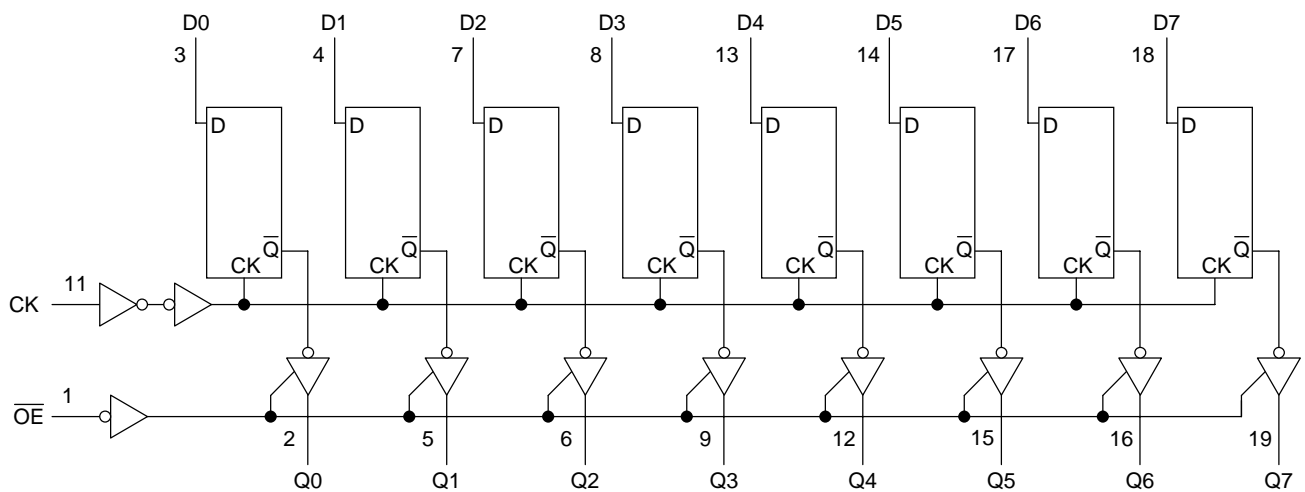 D0 D1 D2 D3 D4 D5 D6 D7
3 4 7 8 13 14 17 18
D D D D D D D D
Q̅ Q̅ Q̅ Q̅ Q̅ Q̅ Q̅ Q̅
CK CK CK CK CK CK CK CK
CK 11
O̅E̅ 1
2 5 6 9 12 15 16 19
Q0 Q1 Q2 Q3 Q4 Q5 Q6 Q7